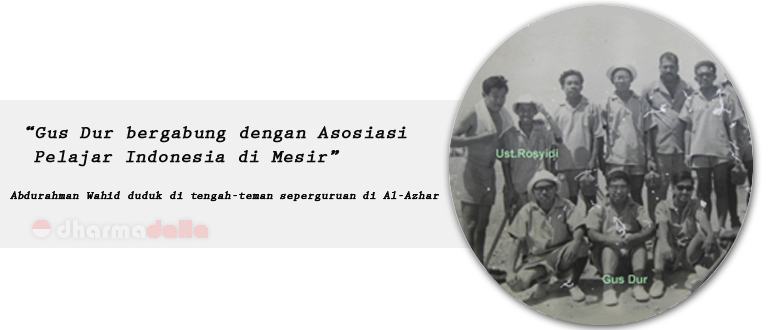 “Gus Dur bergabung dengan Asosiasi
Pelajar Indonesia di Mesir”
Abdurahman Wahid duduk di tengah-teman seperguruan di Al-Azhar
dharmadalla
Ust.Rosyidi
Gus Dur